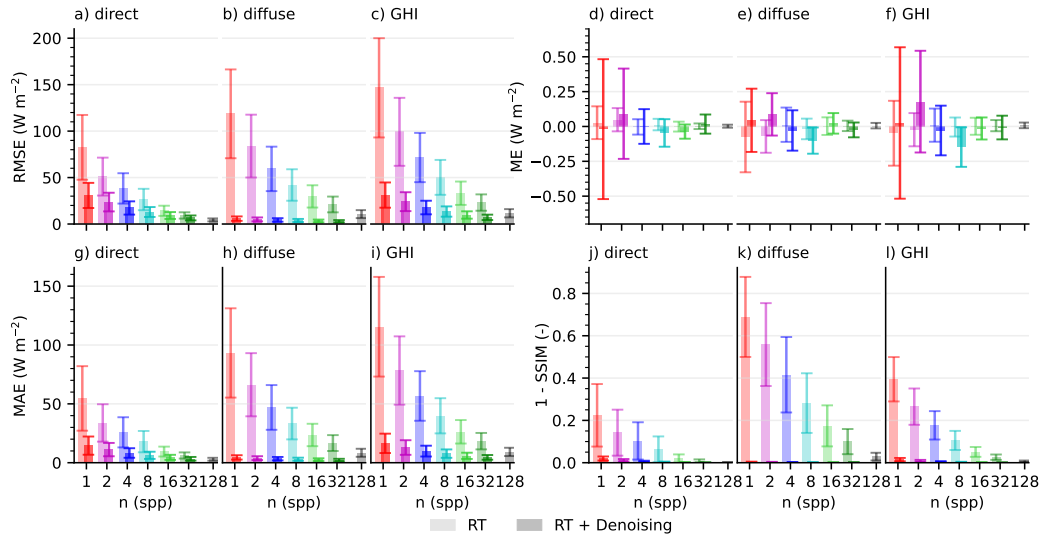 a) direct
b) diffuse
c) GHI
d) direct
e) diffuse
f) GHI
RMSE (W m⁻²)
200
150
100
50
0
ME (W m⁻²)
0.50
0.25
0.00
−0.25
−0.50
g) direct
h) diffuse
i) GHI
j) direct
k) diffuse
l) GHI
MAE (W m⁻²)
150
100
50
0
1 - SSIM (-)
0.8
0.6
0.4
0.2
0.0
1 2 4 8 16 32 128
1 2 4 8 16 32 128
1 2 4 8 16 32 128
1 2 4 8 16 32 128
1 2 4 8 16 32 128
1 2 4 8 16 32 128
n (spp)
n (spp)
n (spp)
n (spp)
n (spp)
n (spp)
RT
RT + Denoising